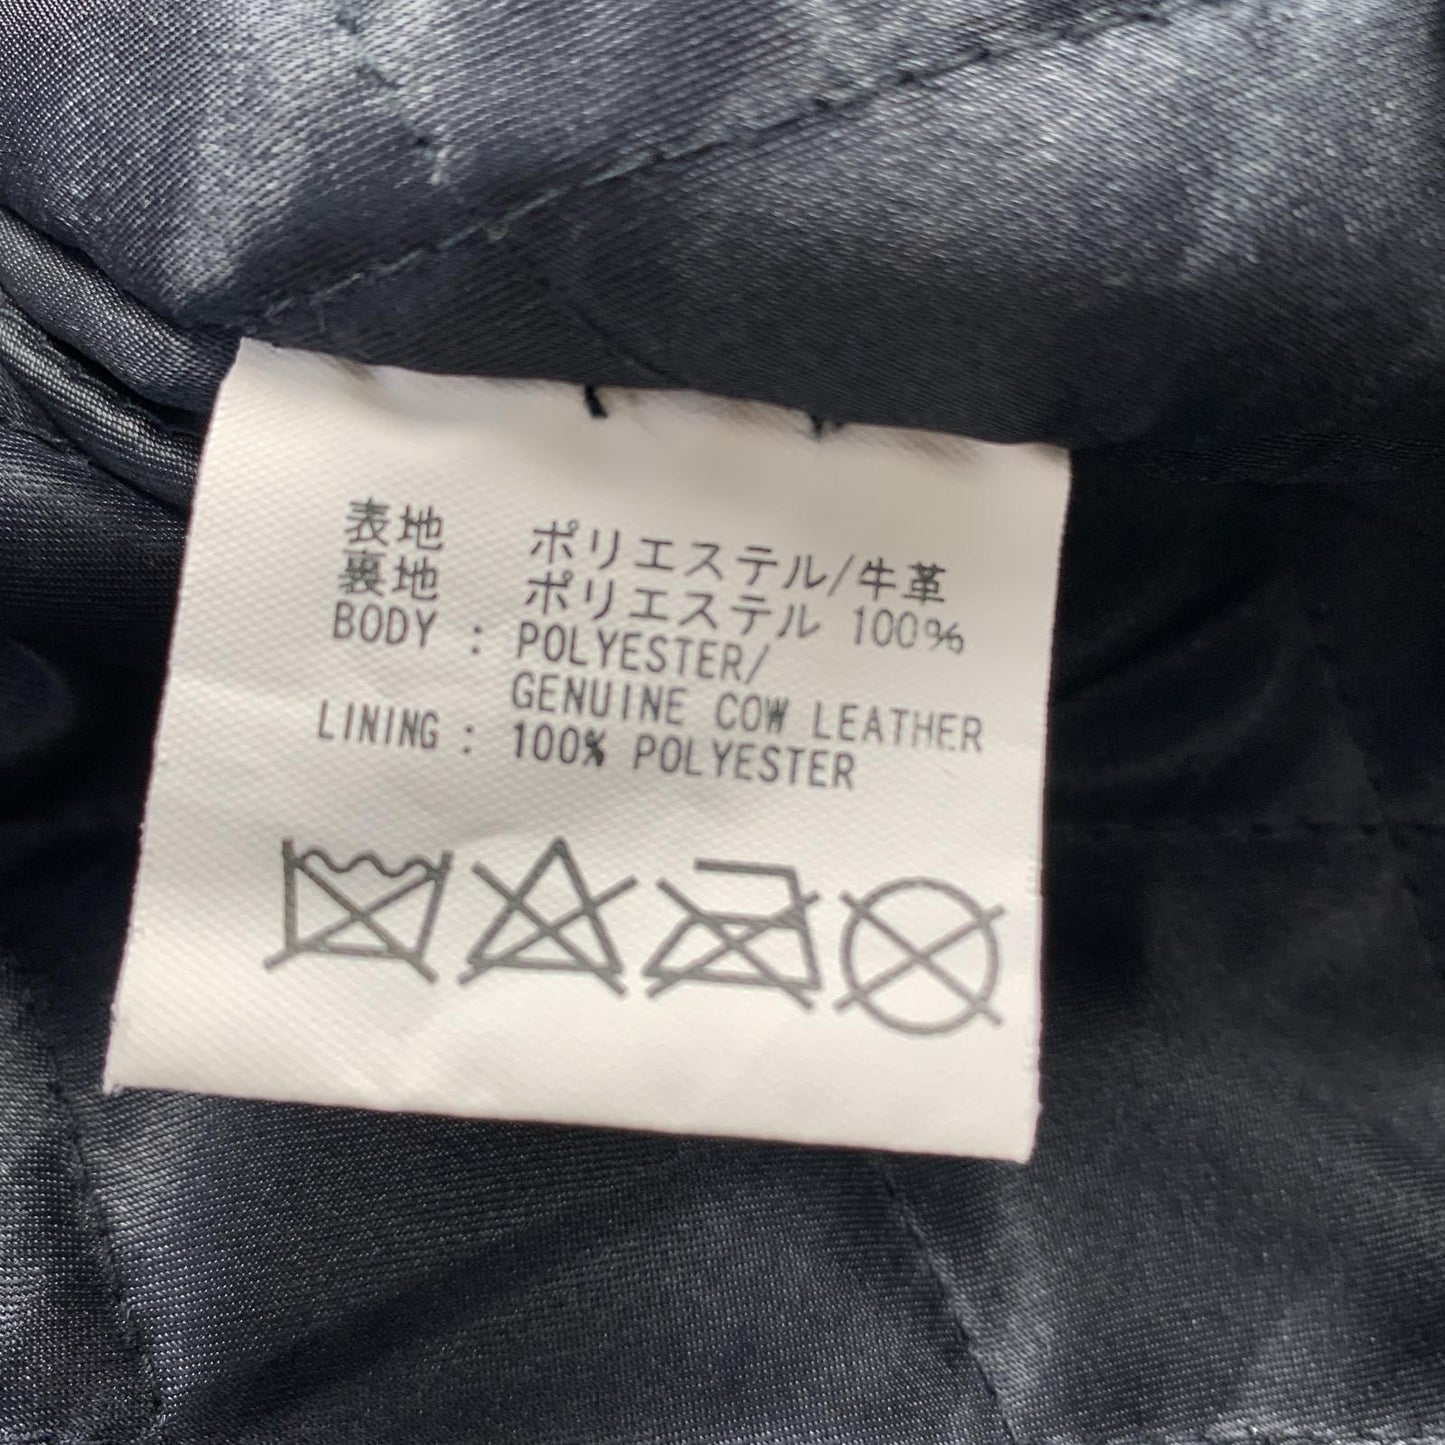 表地 ポリエステル/牛革
裏地 ポリエステル 100%
BODY : POLYESTER/
GENUINE COW LEATHER
LINING : 100% POLYESTER